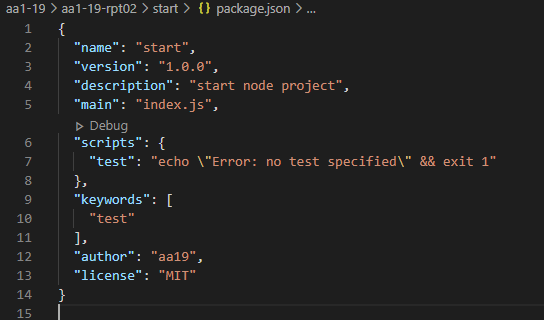 aa1-19 > aa1-19-rpt02 > start > {} package.json > ...
1 {
2 "name": "start",
3 "version": "1.0.0",
4 "description": "start node project",
5 "main": "index.js",
Debug
6 "scripts": {
7 "test": "echo \"Error: no test specified\" && exit 1"
8 },
9 "keywords": [
10 "test"
11 ],
12 "author": "aa19",
13 "license": "MIT"
14 }
15